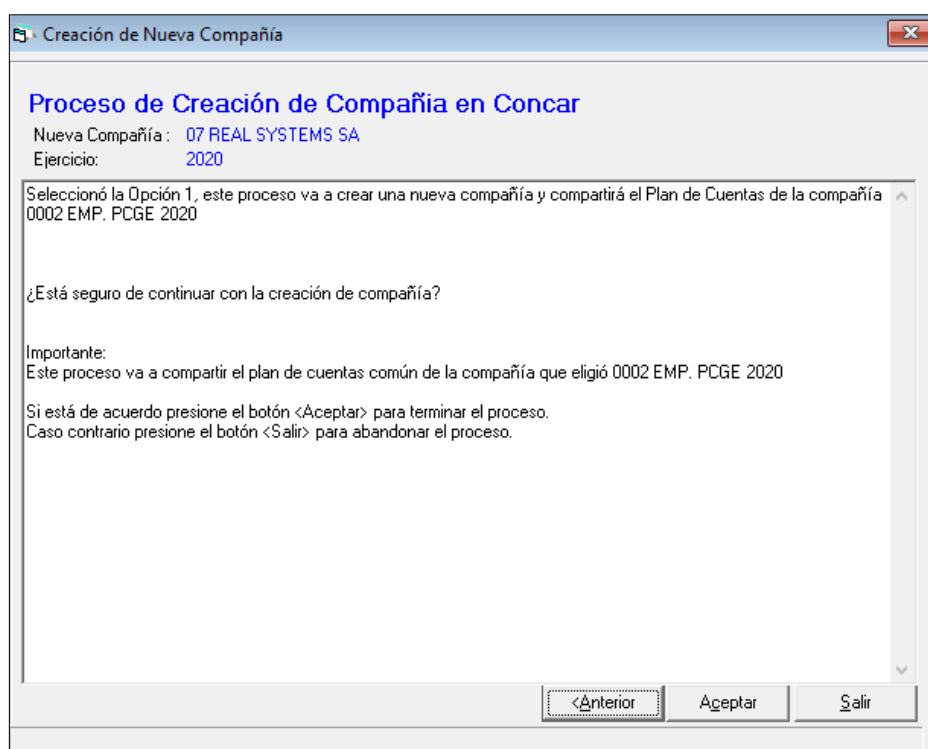 Creación de Nueva Compañía
Proceso de Creación de Compañia en Concar
Nueva Compañía : 07 REAL SYSTEMS SA
Ejercicio: 2020
Seleccionó la Opción 1, este proceso va a crear una nueva compañía y compartirá el Plan de Cuentas de la compañía
0002 EMP. PCGE 2020
¿Está seguro de continuar con la creación de compañía?
Importante:
Este proceso va a compartir el plan de cuentas común de la compañía que eligió 0002 EMP. PCGE 2020
Si está de acuerdo presione el botón <Aceptar> para terminar el proceso.
Caso contrario presione el botón <Salir> para abandonar el proceso.
<Anterior Aceptar Salir